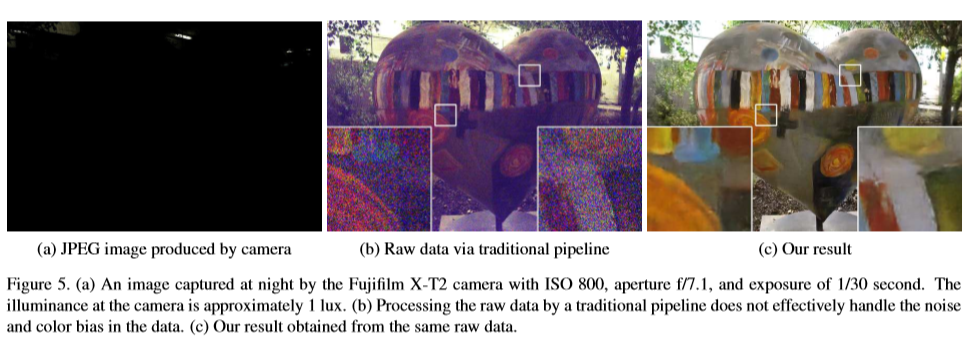 (a) JPEG image produced by camera
(b) Raw data via traditional pipeline
(c) Our result
Figure 5. (a) An image captured at night by the Fujifilm X-T2 camera with ISO 800, aperture f/7.1, and exposure of 1/30 second. The
illuminance at the camera is approximately 1 lux. (b) Processing the raw data by a traditional pipeline does not effectively handle the noise
and color bias in the data. (c) Our result obtained from the same raw data.